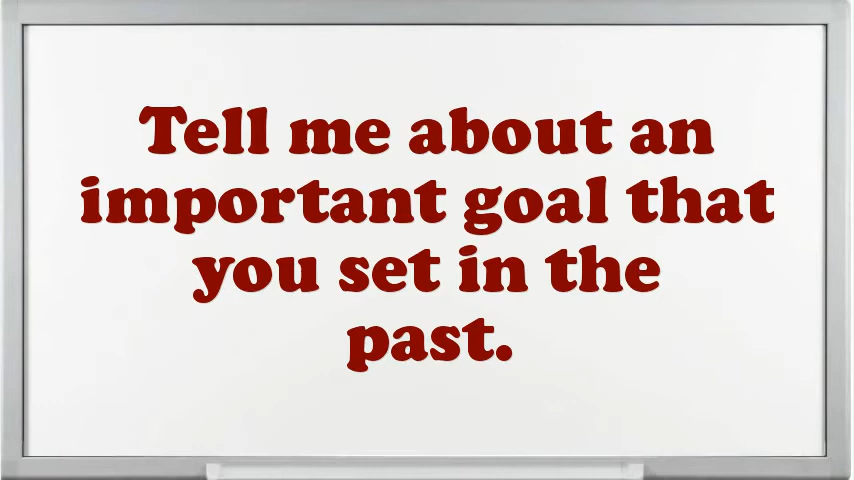 Tell me about an
important goal that
you set in the
past.